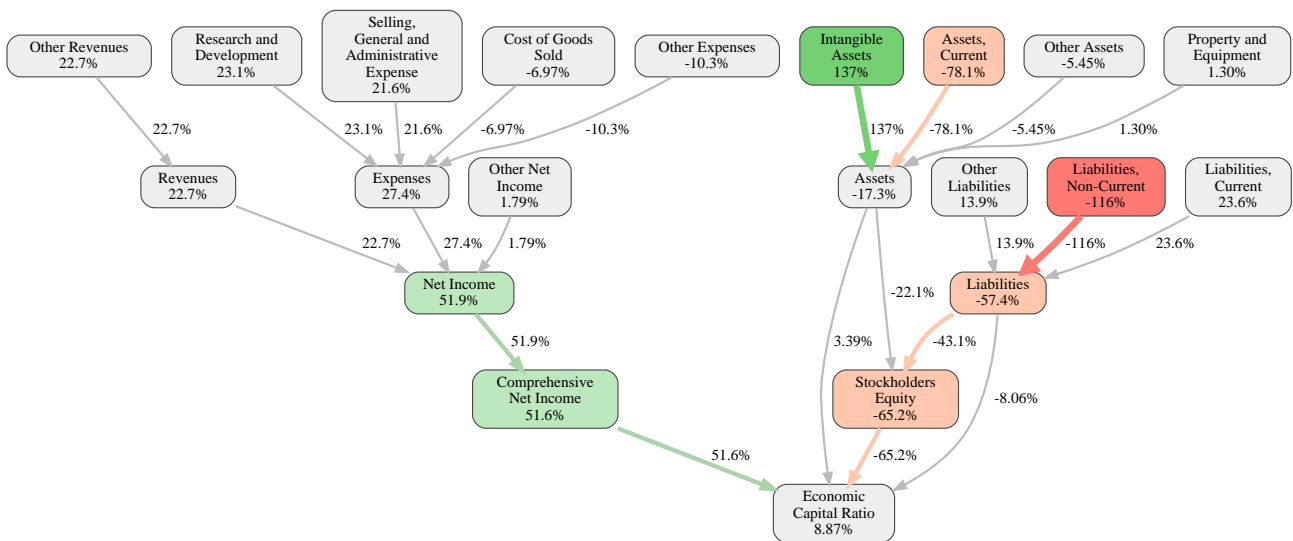 Other Revenues
22.7%
Research and
Development
23.1%
Selling,
General and
Administrative
Expense
21.6%
Cost of Goods
Sold
-6.97%
Other Expenses
-10.3%
Intangible
Assets
137%
Assets,
Current
-78.1%
Other Assets
-5.45%
Property and
Equipment
1.30%
22.7%
23.1%
21.6%
-6.97%
-10.3%
137%
-78.1%
-5.45%
1.30%
Revenues
22.7%
Expenses
27.4%
Other Net
Income
1.79%
Assets
-17.3%
Other
Liabilities
13.9%
Liabilities,
Non-Current
-116%
Liabilities,
Current
23.6%
22.7%
27.4%
1.79%
13.9%
-116%
23.6%
Net Income
51.9%
-22.1%
Liabilities
-57.4%
51.9%
3.39%
-43.1%
Comprehensive
Net Income
51.6%
Stockholders
Equity
-65.2%
-8.06%
51.6%
-65.2%
Economic
Capital Ratio
8.87%